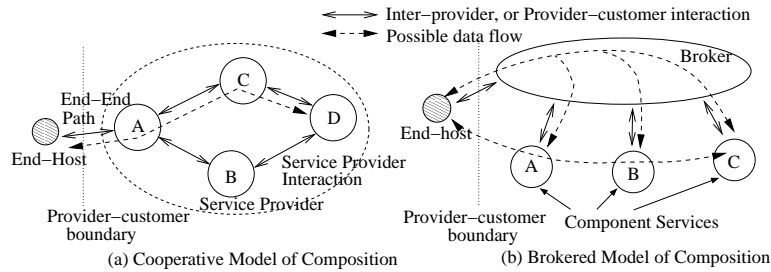 Inter−provider, or Provider−customer interaction
Possible data flow
End−End
Path
End−Host
A
C
D
B
Service Provider
Interaction
Service Provider
Provider−customer
boundary
(a) Cooperative Model of Composition
Broker
End−host
A
B
C
Component Services
Provider−customer
boundary
(b) Brokered Model of Composition